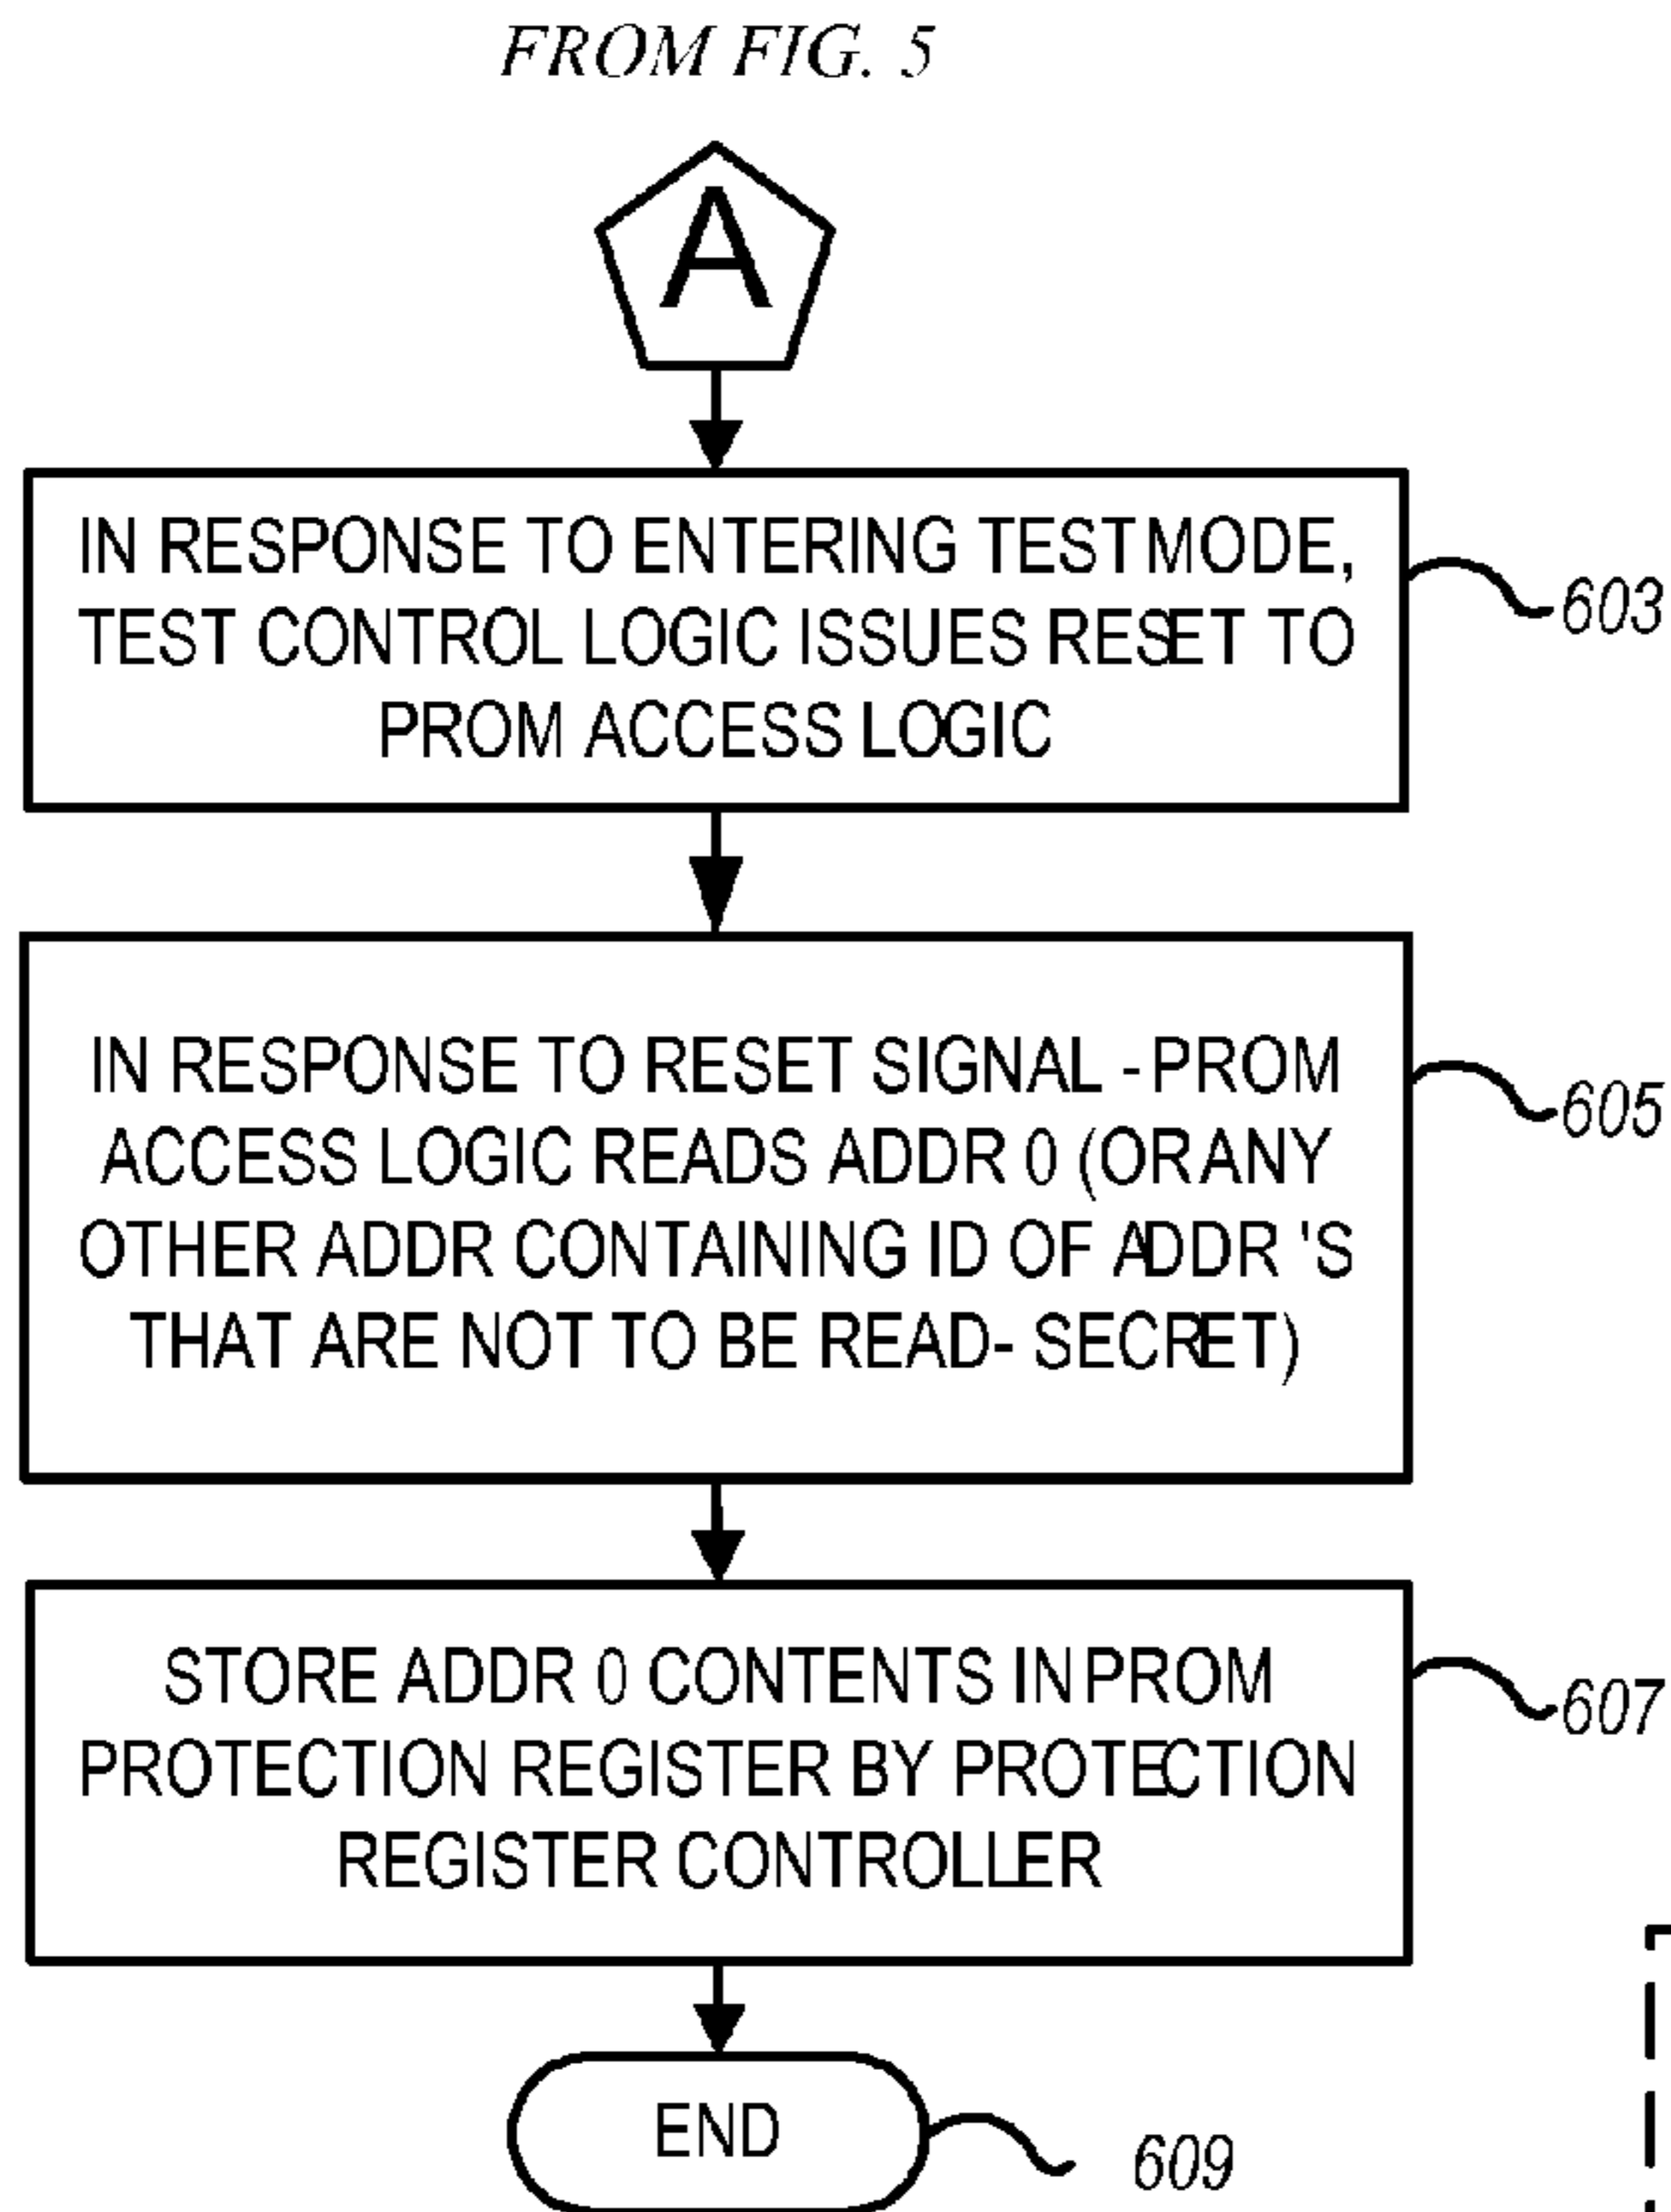 FROM FIG. 5
A
IN RESPONSE TO ENTERING TEST MODE,
TEST CONTROL LOGIC ISSUES RESET TO
PROM ACCESS LOGIC
603
IN RESPONSE TO RESET SIGNAL - PROM
ACCESS LOGIC READS ADDR 0 (OR ANY
OTHER ADDR CONTAINING ID OF ADDR 'S
THAT ARE NOT TO BE READ- SECRET)
605
STORE ADDR 0 CONTENTS IN PROM
PROTECTION REGISTER BY PROTECTION
REGISTER CONTROLLER
607
END
609